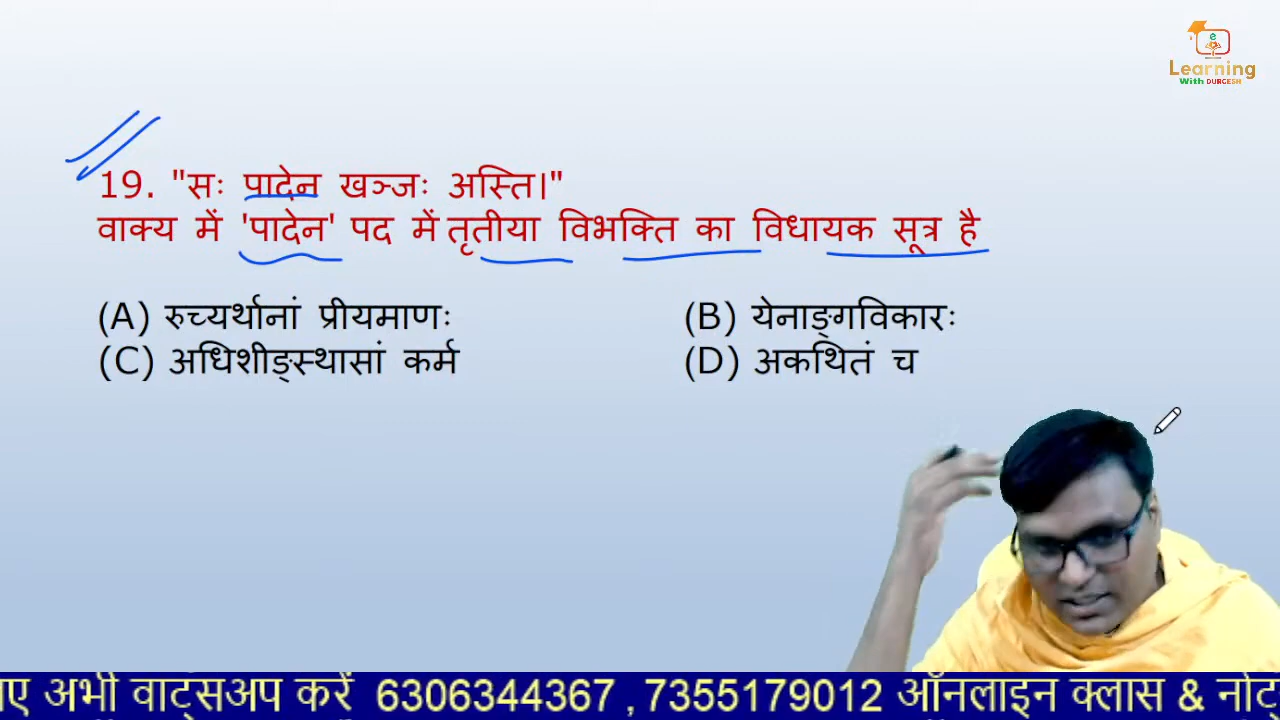 e
Learning
With DURGESH
19. "सः पादेन खञ्जः अस्ति।"
वाक्य में 'पादेन' पद में तृतीया विभक्ति का विधायक सूत्र है
(A) रुच्यर्थानां प्रीयमाणः (B) येनाङ्गविकारः
(C) अधिशीङ्स्थासां कर्म (D) अकथितं च
अभी वाट्सअप करें 6306344367 , 7355179012 ऑनलाइन क्लास &